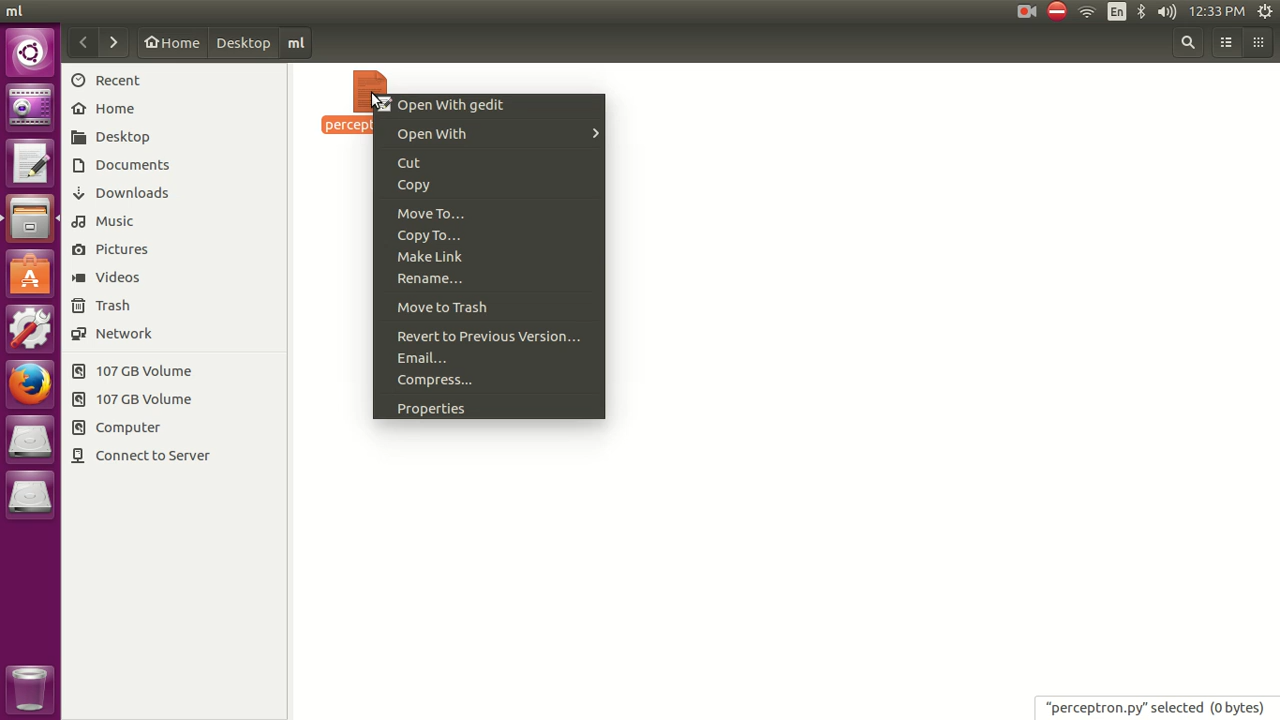 ml
En
12:33 PM
Home
Desktop
ml
Recent
Home
Desktop
Documents
Downloads
Music
Pictures
Videos
Trash
Network
107 GB Volume
107 GB Volume
Computer
Connect to Server
percept
Open With gedit
Open With
Cut
Copy
Move To…
Copy To…
Make Link
Rename…
Move to Trash
Revert to Previous Version…
Email…
Compress...
Properties
“perceptron.py” selected (0 bytes)